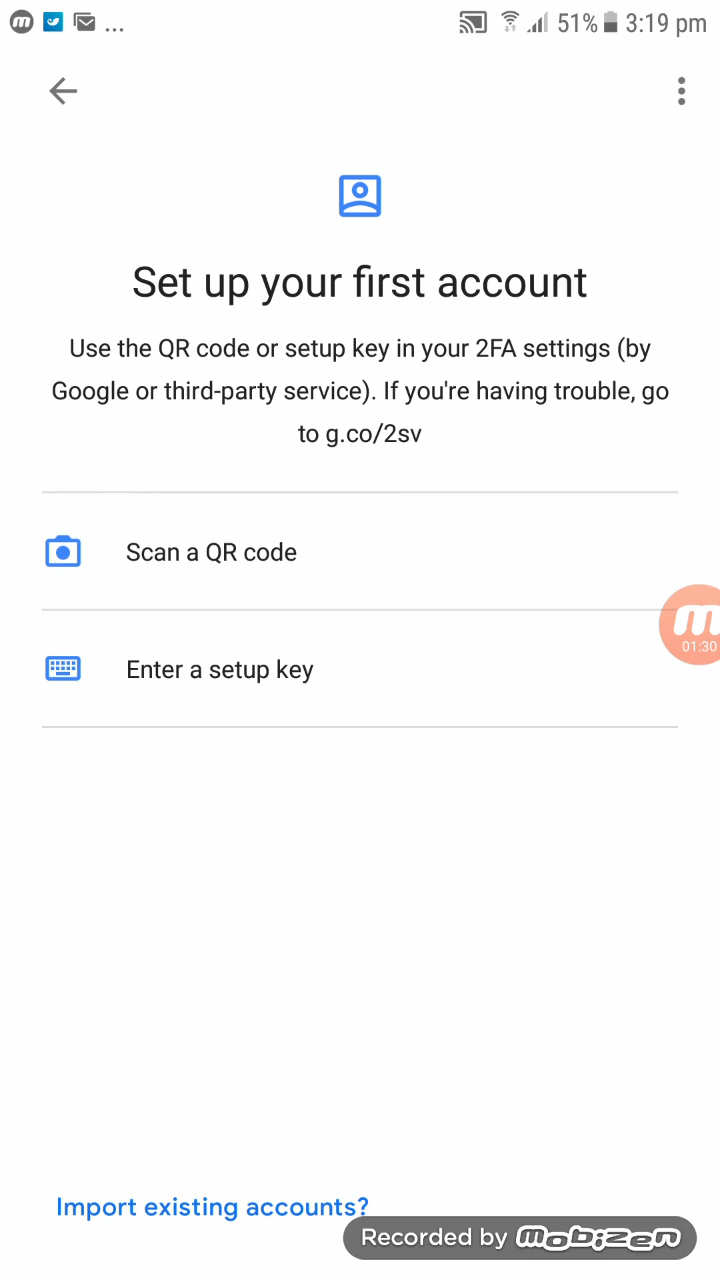 m ... 51% 3:19 pm
Set up your first account
Use the QR code or setup key in your 2FA settings (by
Google or third-party service). If you're having trouble, go
to g.co/2sv
Scan a QR code
m
01:30
Enter a setup key
Import existing accounts?
Recorded by mobizen